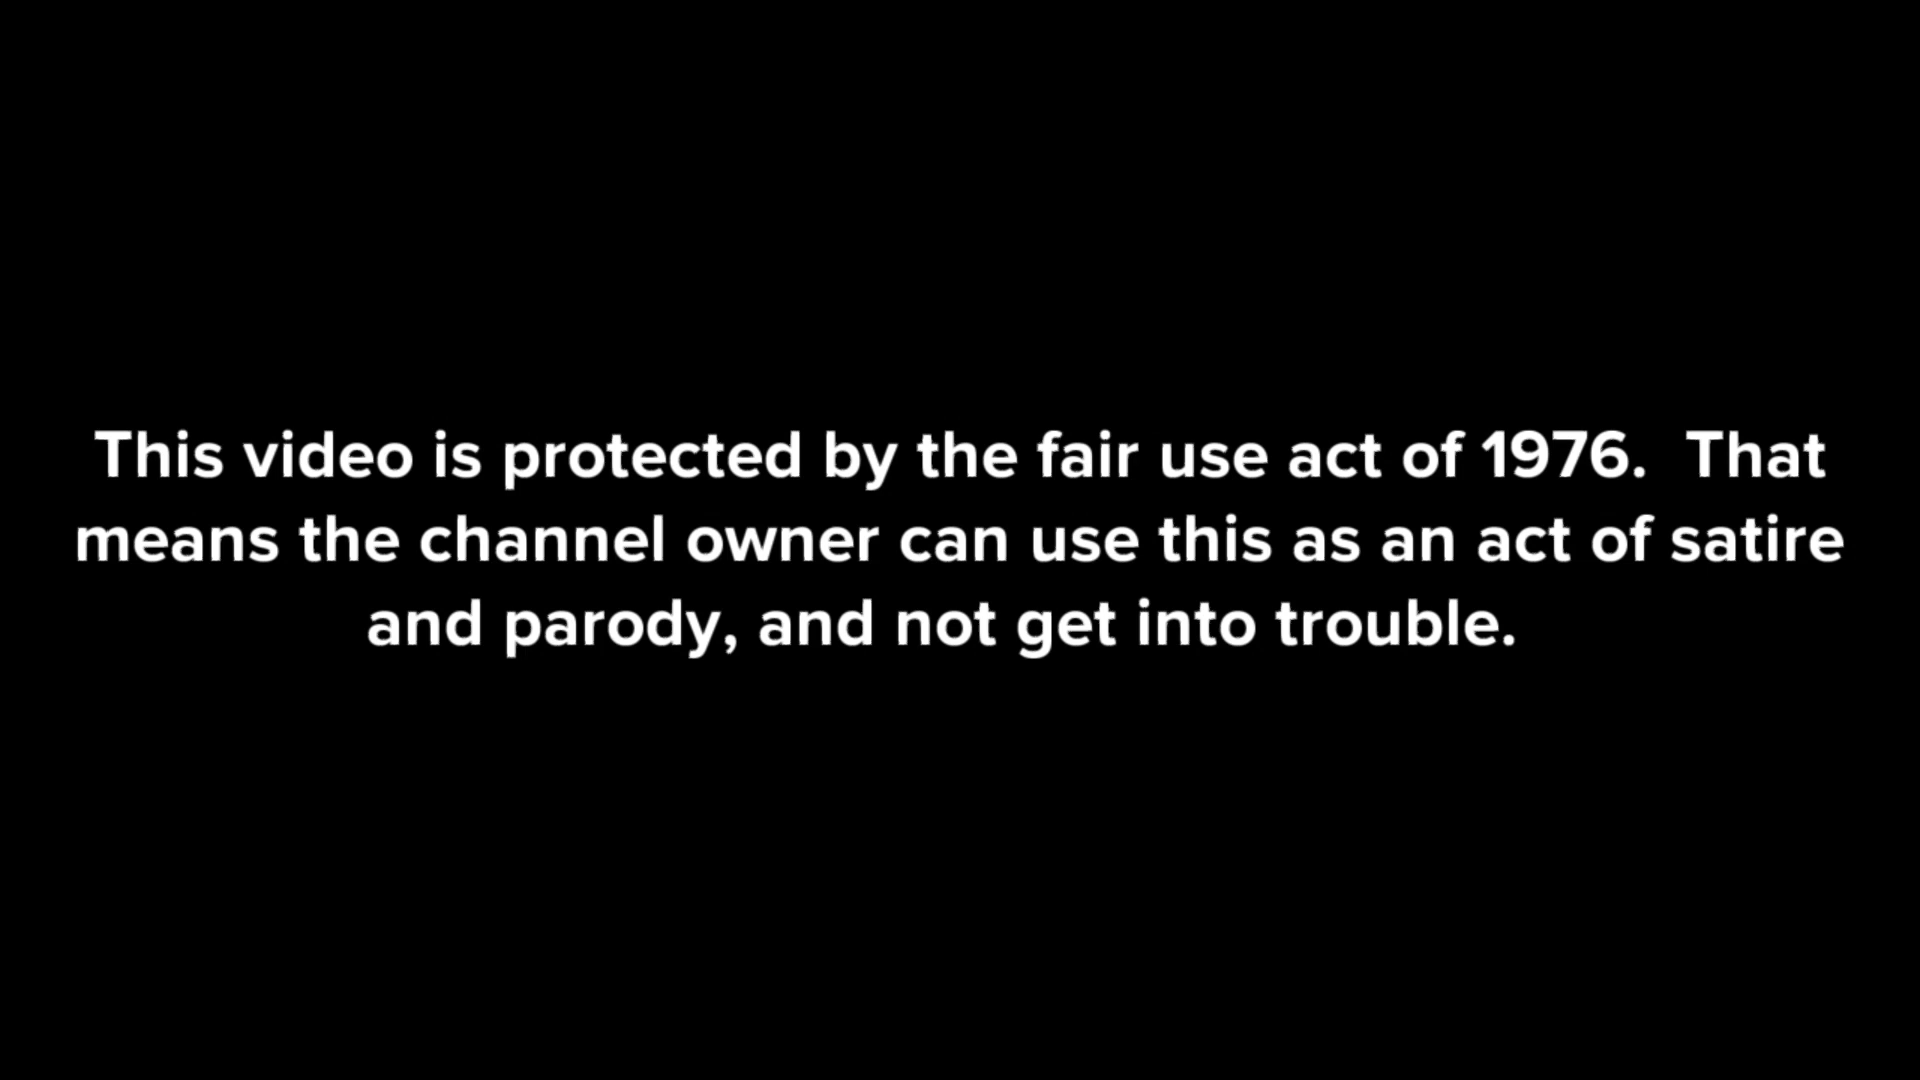 This video is protected by the fair use act of 1976.  That
means the channel owner can use this as an act of satire
and parody, and not get into trouble.